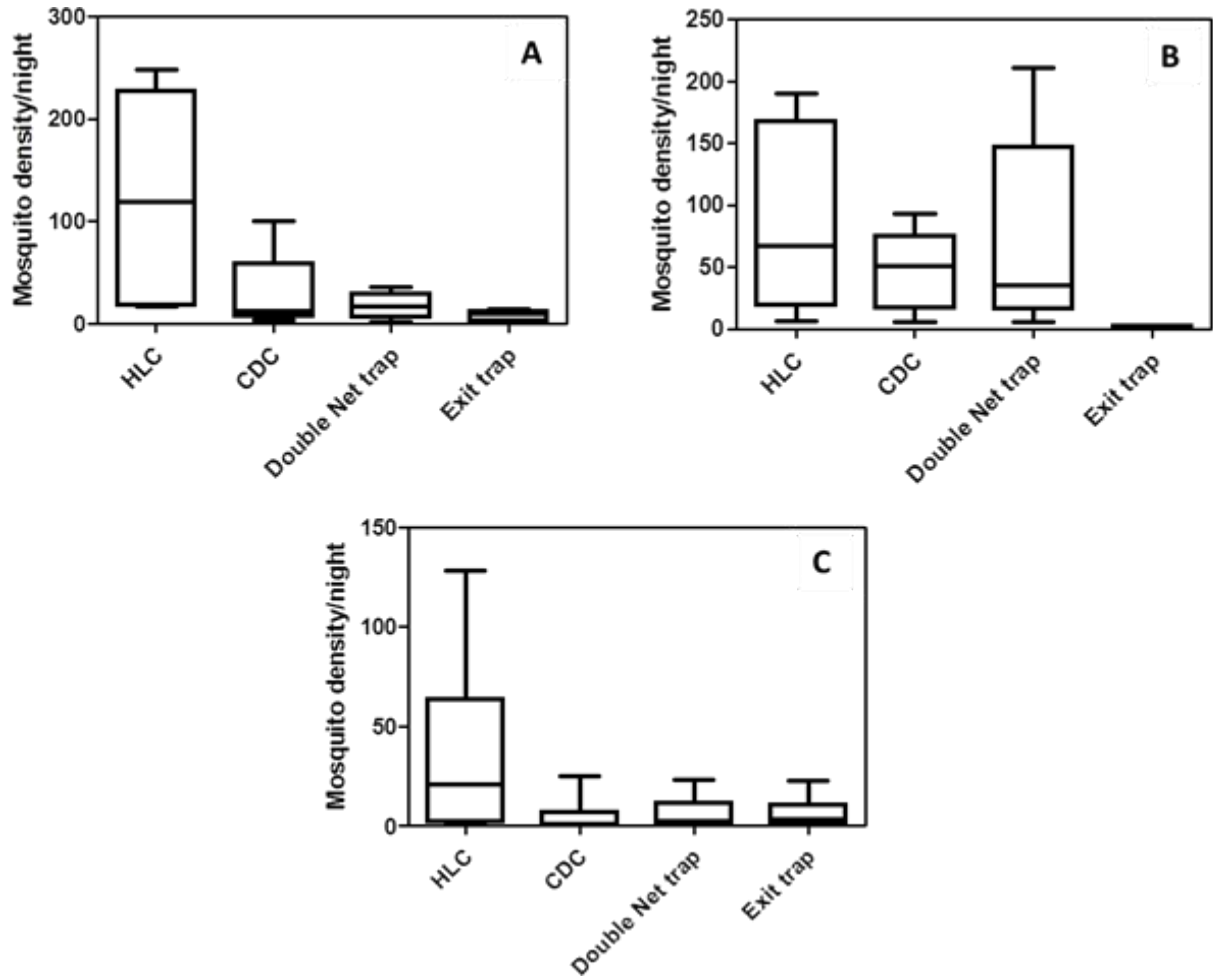 A
Mosquito density/night
300
200
100
0
HLC
CDC
Double Net trap
Exit trap
B
Mosquito density/night
250
200
150
100
50
0
HLC
CDC
Double Net trap
Exit trap
C
Mosquito density/night
150
100
50
0
HLC
CDC
Double Net trap
Exit trap